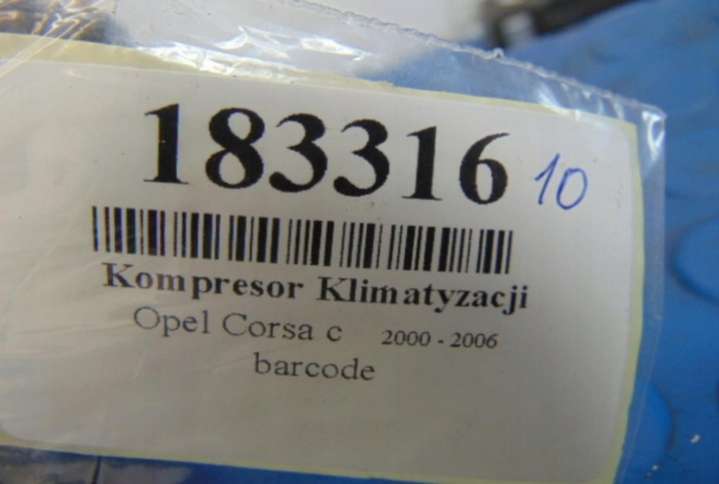 183316 10
Kompresor Klimatyzacji
Opel Corsa c 2000 - 2006
barcode